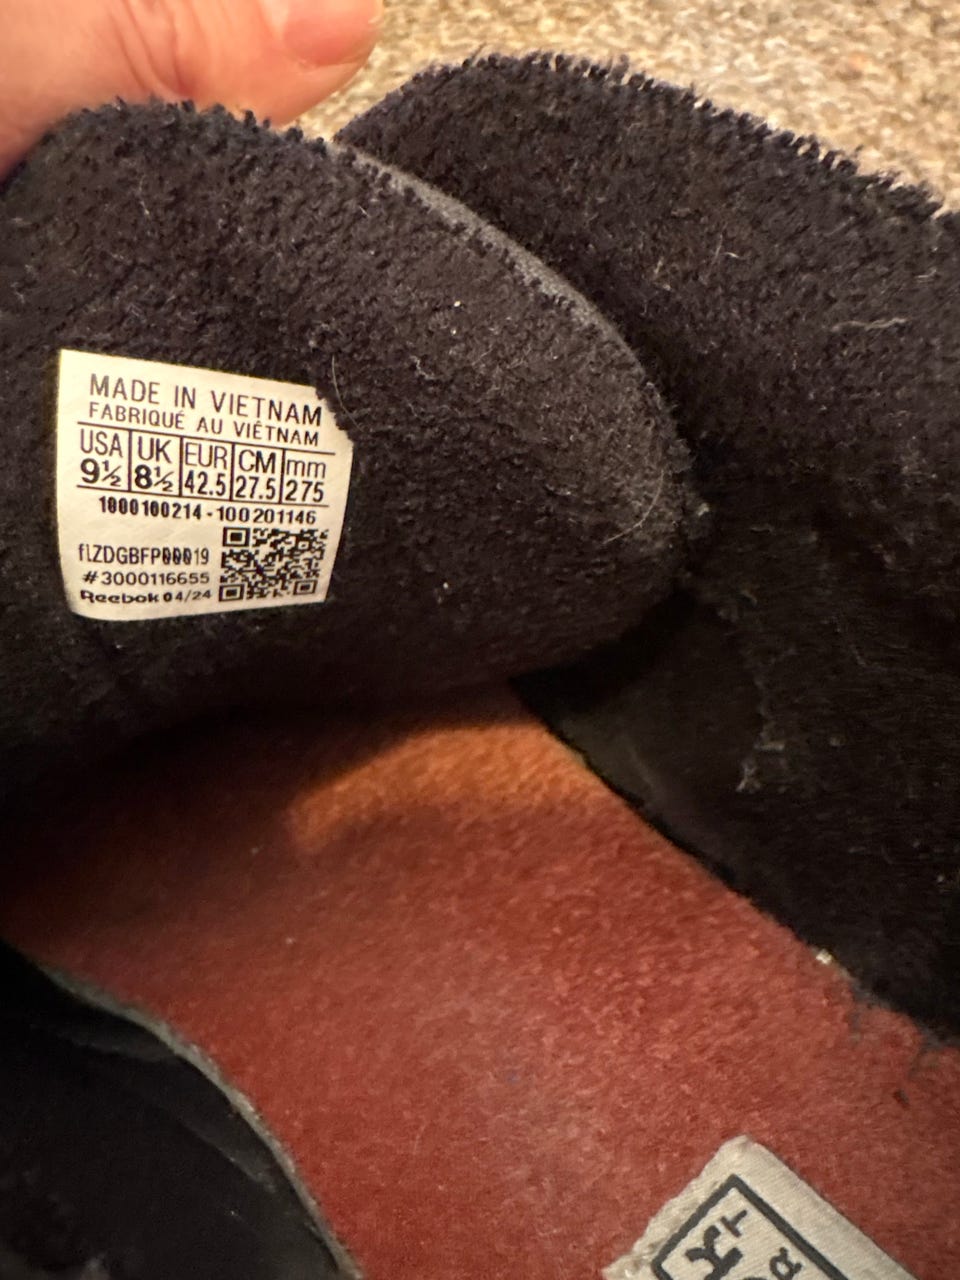 MADE IN VIETNAM
FABRIQUÉ AU VIÊTNAM
USA UK EUR CM mm
9½ 8½ 42.5 27.5 275
1000100214-100201146
#3000116655
Reebok 04/24